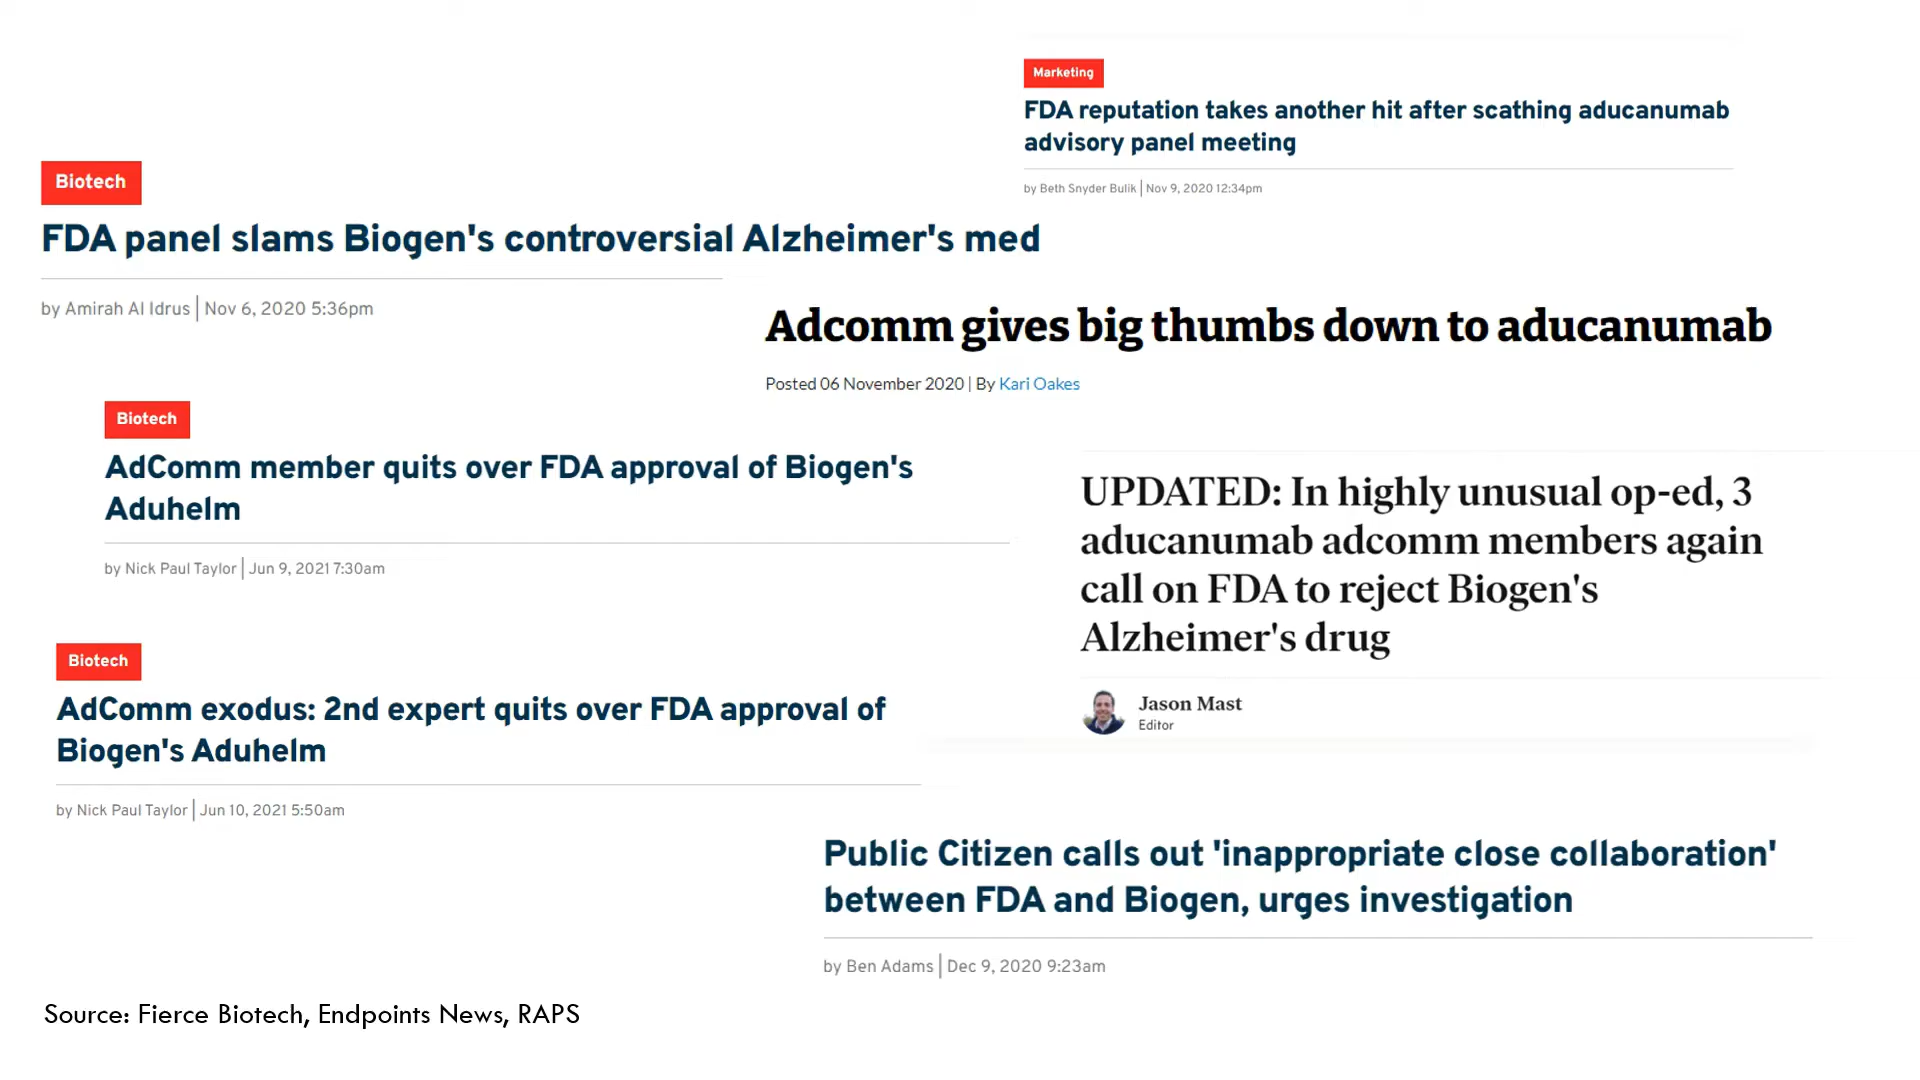 Marketing
FDA reputation takes another hit after scathing aducanumab
advisory panel meeting
by Beth Snyder Bulik | Nov 9, 2020 12:34pm
Biotech
FDA panel slams Biogen's controversial Alzheimer's med
by Amirah Al Idrus | Nov 6, 2020 5:36pm
Adcomm gives big thumbs down to aducanumab
Posted 06 November 2020 | By Kari Oakes
Biotech
AdComm member quits over FDA approval of Biogen's
Aduhelm
by Nick Paul Taylor | Jun 9, 2021 7:30am
UPDATED: In highly unusual op-ed, 3
aducanumab adcomm members again
call on FDA to reject Biogen's
Alzheimer's drug
Jason Mast
Editor
Biotech
AdComm exodus: 2nd expert quits over FDA approval of
Biogen's Aduhelm
by Nick Paul Taylor | Jun 10, 2021 5:50am
Public Citizen calls out 'inappropriate close collaboration'
between FDA and Biogen, urges investigation
by Ben Adams | Dec 9, 2020 9:23am
Source: Fierce Biotech, Endpoints News, RAPS